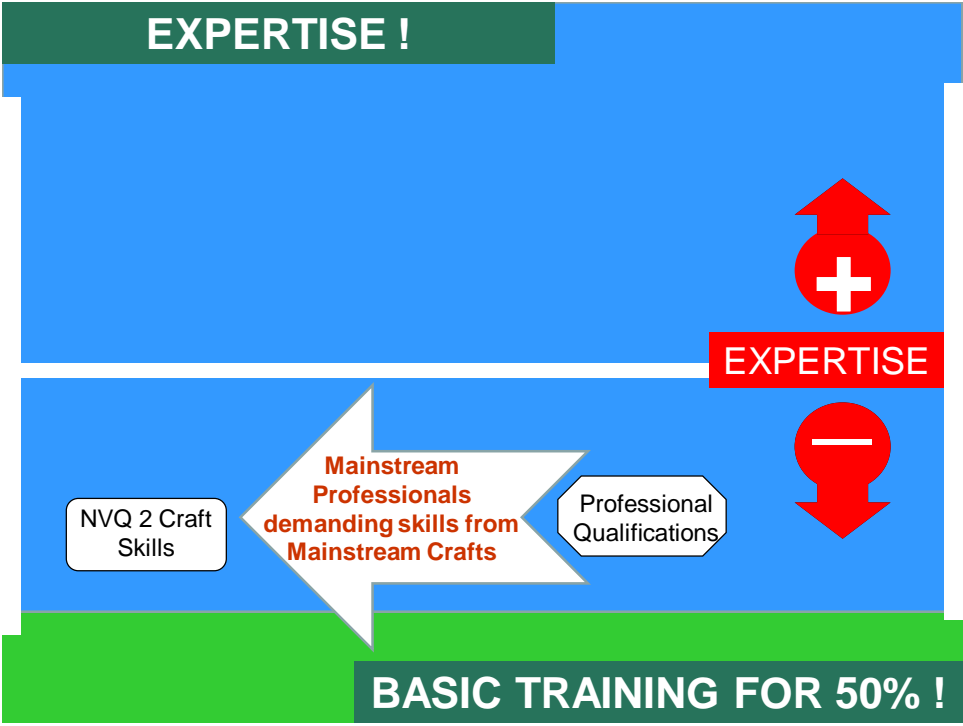 EXPERTISE !
EXPERTISE
Mainstream
Professionals
demanding skills from
Mainstream Crafts
Professional
Qualifications
NVQ 2 Craft
Skills
BASIC TRAINING FOR 50% !